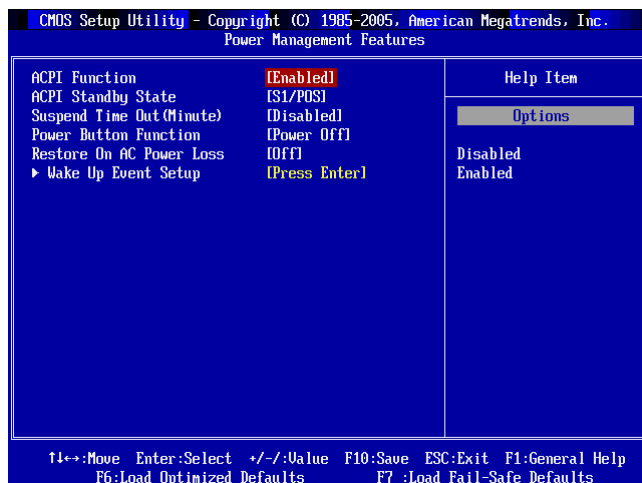 CMOS Setup Utility - Copyright (C) 1985-2005, American Megatrends, Inc.
Power Management Features
ACPI Function [Enabled]
ACPI Standby State [S1/POS]
Suspend Time Out(Minute) [Disabled]
Power Button Function [Power Off]
Restore On AC Power Loss [Off]
▶ Wake Up Event Setup [Press Enter]
Help Item
Options
Disabled
Enabled
↑↓←→:Move Enter:Select +/-/:Value F10:Save ESC:Exit F1:General Help
F6:Load Optimized Defaults F7 :Load Fail-Safe Defaults